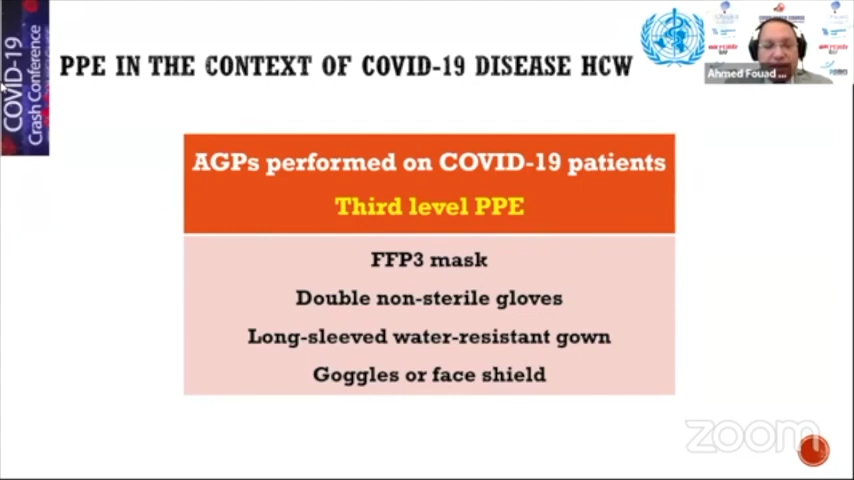 COVID-19
Crash Conference
PPE IN THE CONTEXT OF COVID-19 DISEASE HCW
Ahmed Fouad ...
AGPs performed on COVID-19 patients
Third level PPE
FFP3 mask
Double non-sterile gloves
Long-sleeved water-resistant gown
Goggles or face shield
zoom